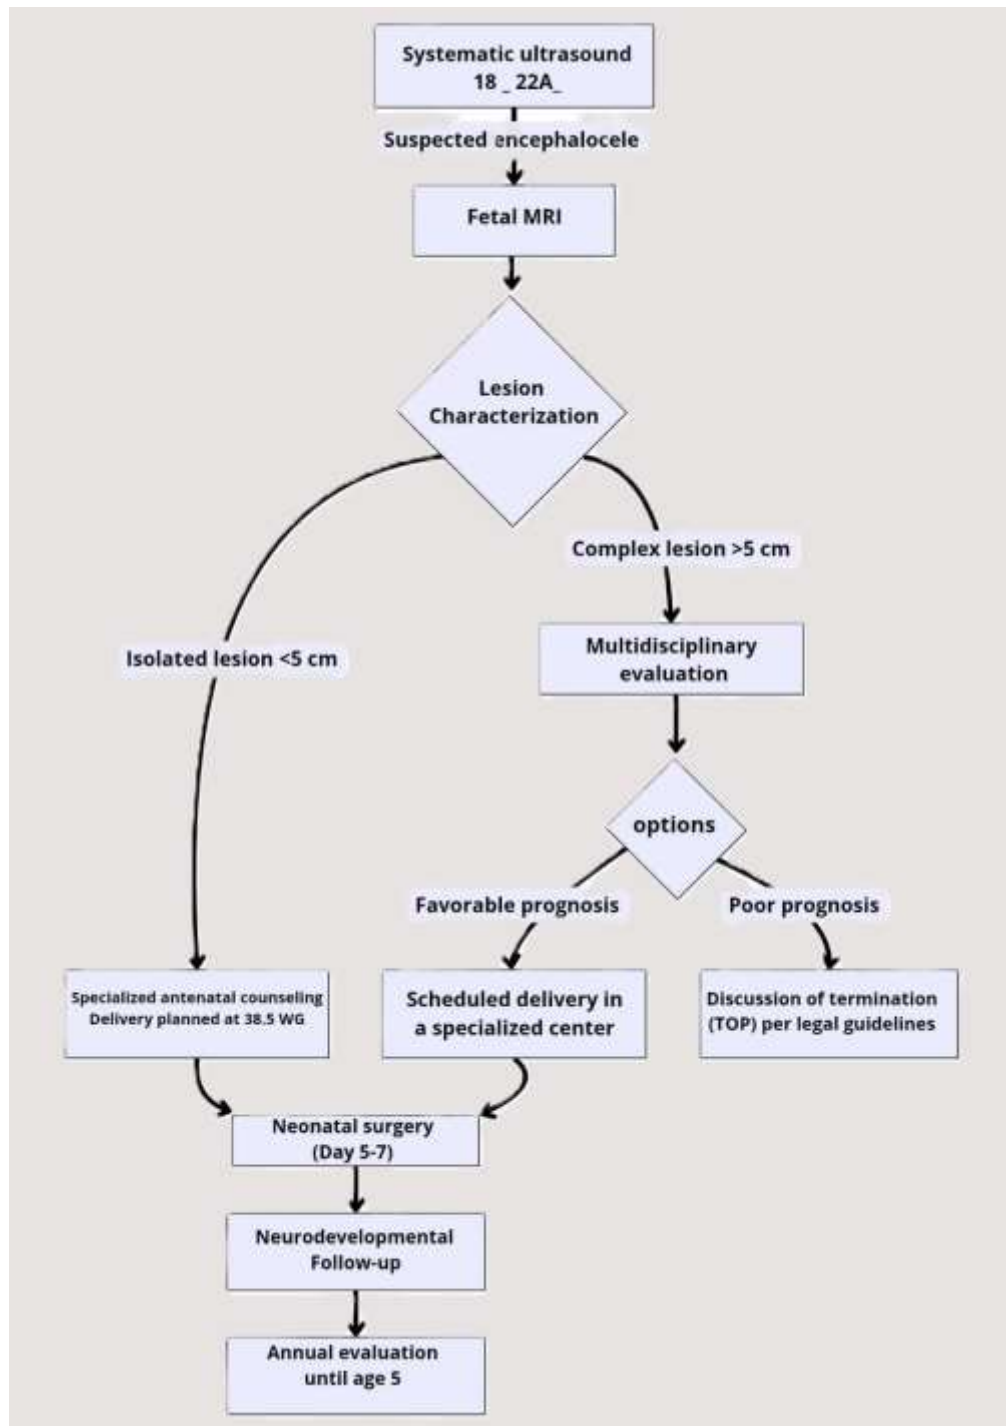 Systematic ultrasound
18 _ 22A_
Suspected encephalocele
Fetal MRI
Lesion
Characterization
Complex lesion >5 cm
Isolated lesion <5 cm
Multidisciplinary
evaluation
options
Favorable prognosis
Poor prognosis
Specialized antenatal counseling
Delivery planned at 38.5 WG
Scheduled delivery in
a specialized center
Discussion of termination
(TOP) per legal guidelines
Neonatal surgery
(Day 5-7)
Neurodevelopmental
Follow-up
Annual evaluation
until age 5